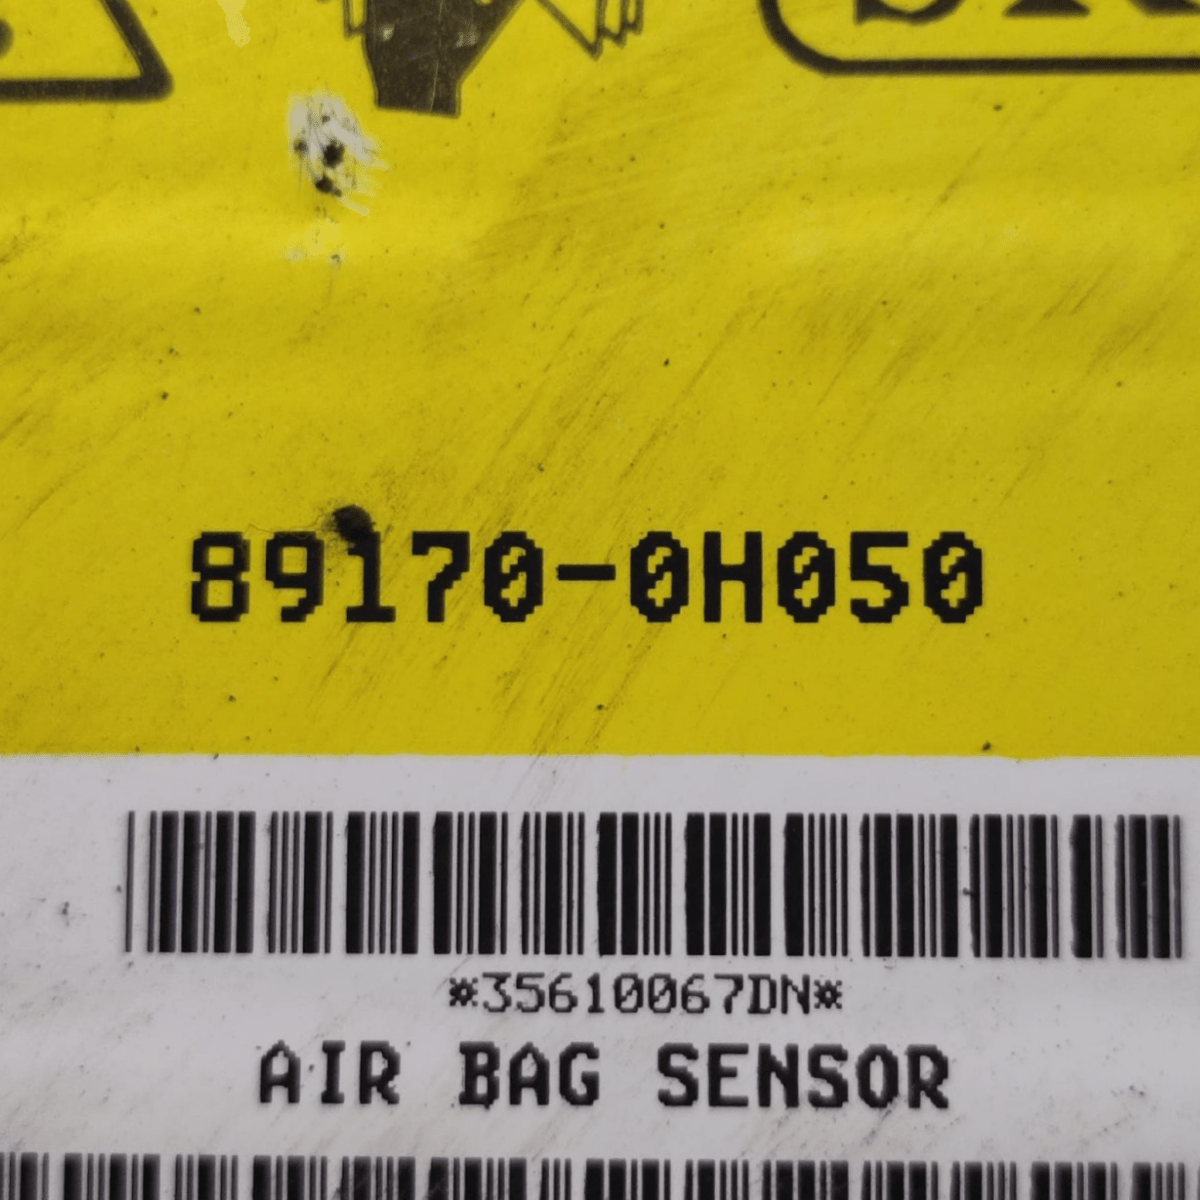 89170-0H050
*35610067DN*
AIR BAG SENSOR